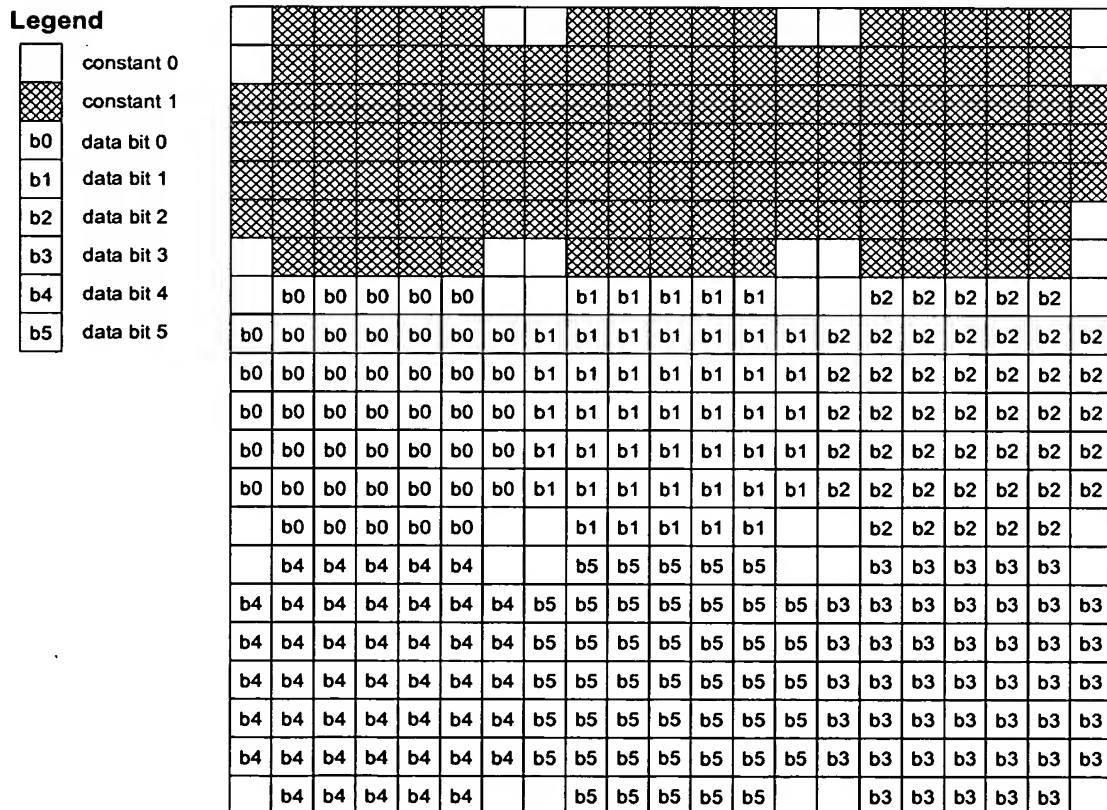 Legend
constant 0
constant 1
b0 data bit 0
b1 data bit 1
b2 data bit 2
b3 data bit 3
b4 data bit 4
b5 data bit 5
b0 b0 b0 b0 b0 b1 b1 b1 b1 b1 b2 b2 b2 b2 b2
b0 b0 b0 b0 b0 b0 b0 b1 b1 b1 b1 b1 b1 b1 b2 b2 b2 b2 b2 b2 b2
b0 b0 b0 b0 b0 b0 b0 b1 b1 b1 b1 b1 b1 b1 b2 b2 b2 b2 b2 b2 b2
b0 b0 b0 b0 b0 b0 b0 b1 b1 b1 b1 b1 b1 b1 b2 b2 b2 b2 b2 b2 b2
b0 b0 b0 b0 b0 b0 b0 b1 b1 b1 b1 b1 b1 b1 b2 b2 b2 b2 b2 b2 b2
b0 b0 b0 b0 b0 b0 b0 b1 b1 b1 b1 b1 b1 b1 b2 b2 b2 b2 b2 b2 b2
b0 b0 b0 b0 b0 b1 b1 b1 b1 b1 b2 b2 b2 b2 b2
b4 b4 b4 b4 b4 b5 b5 b5 b5 b5 b3 b3 b3 b3 b3
b4 b4 b4 b4 b4 b4 b4 b5 b5 b5 b5 b5 b5 b5 b3 b3 b3 b3 b3 b3 b3
b4 b4 b4 b4 b4 b4 b4 b5 b5 b5 b5 b5 b5 b5 b3 b3 b3 b3 b3 b3 b3
b4 b4 b4 b4 b4 b4 b4 b5 b5 b5 b5 b5 b5 b5 b3 b3 b3 b3 b3 b3 b3
b4 b4 b4 b4 b4 b4 b4 b5 b5 b5 b5 b5 b5 b5 b3 b3 b3 b3 b3 b3 b3
b4 b4 b4 b4 b4 b4 b4 b5 b5 b5 b5 b5 b5 b5 b3 b3 b3 b3 b3 b3 b3
b4 b4 b4 b4 b4 b5 b5 b5 b5 b5 b3 b3 b3 b3 b3